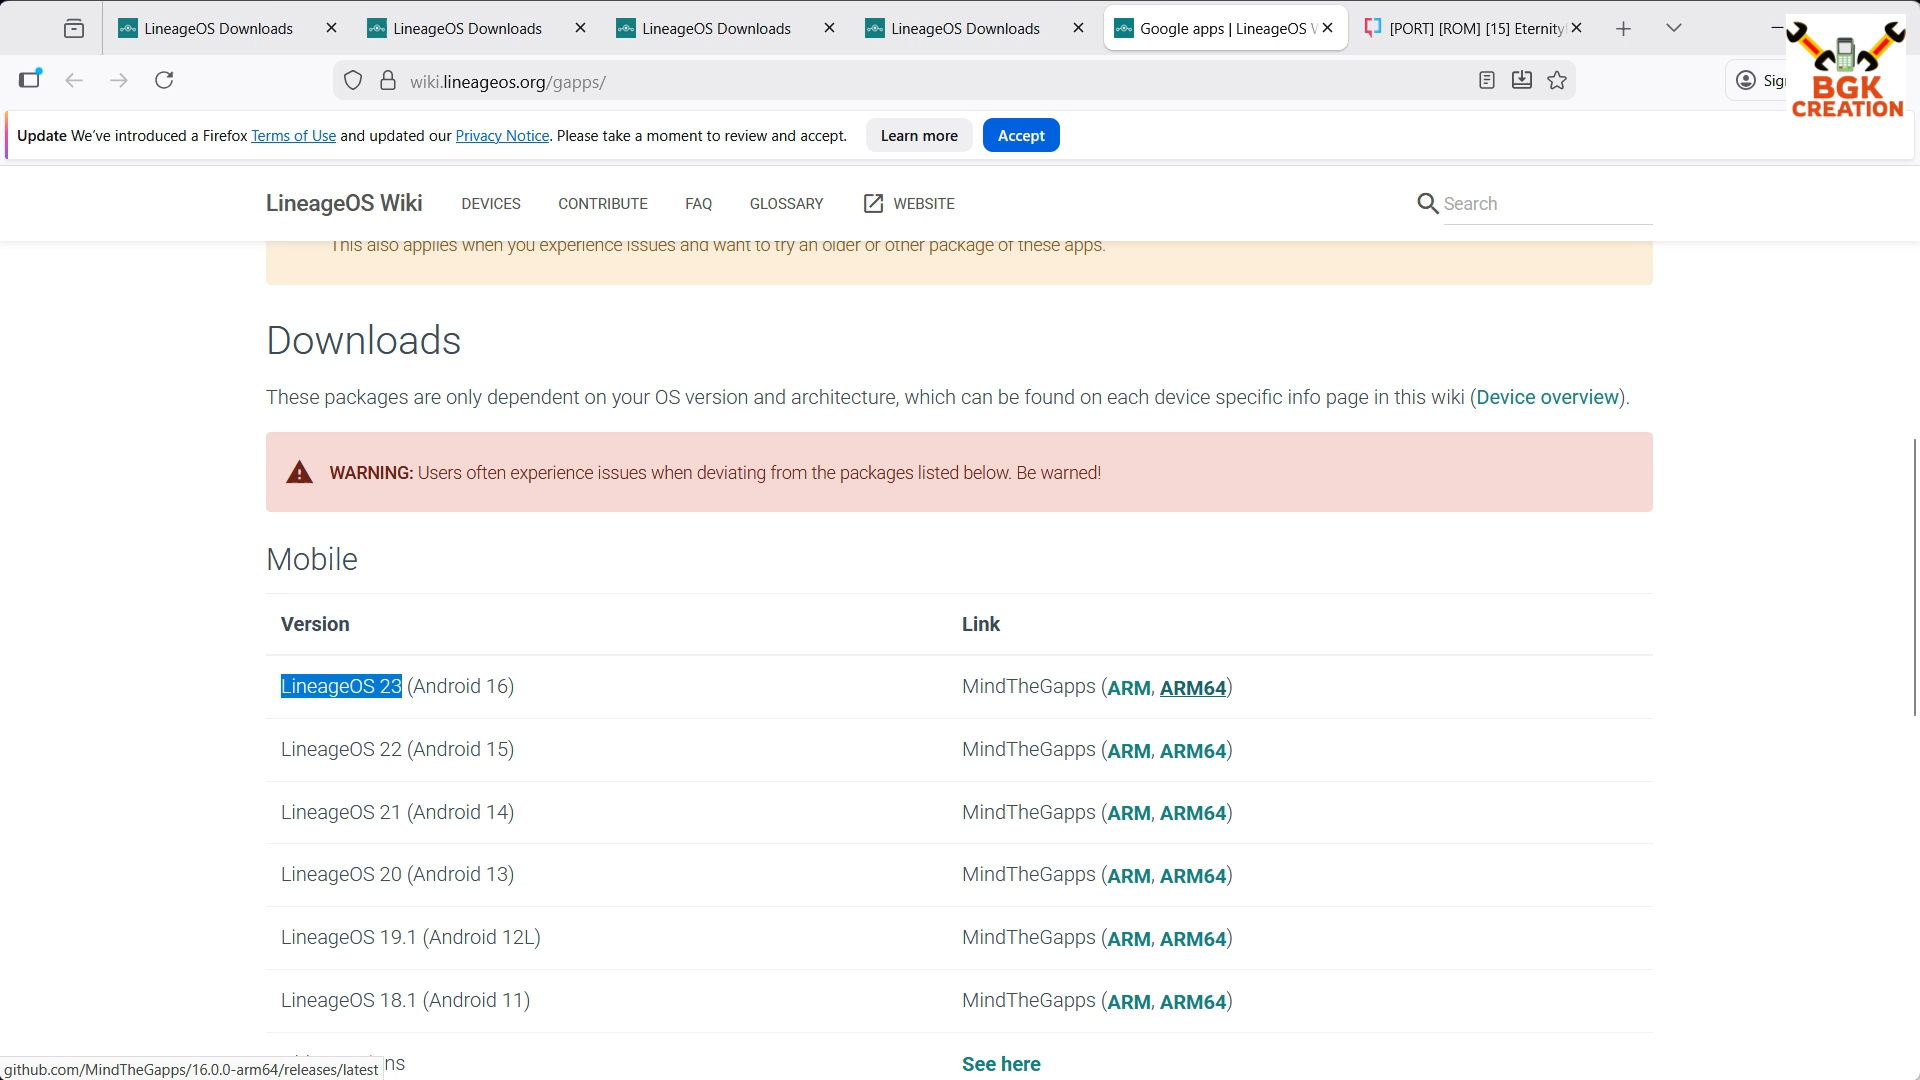 LineageOS Downloads
LineageOS Downloads
LineageOS Downloads
LineageOS Downloads
Google apps | LineageOS
[PORT] [ROM] [15] Eternity
wiki.lineageos.org/gapps/
BGK
CREATION
Update We've introduced a Firefox Terms of Use and updated our Privacy Notice. Please take a moment to review and accept. Learn more Accept
LineageOS Wiki DEVICES CONTRIBUTE FAQ GLOSSARY WEBSITE Search
This also applies when you experience issues and want to try an older or other package of these apps.
Downloads
These packages are only dependent on your OS version and architecture, which can be found on each device specific info page in this wiki (Device overview).
WARNING: Users often experience issues when deviating from the packages listed below. Be warned!
Mobile
Version Link
LineageOS 23 (Android 16) MindTheGapps (ARM, ARM64)
LineageOS 22 (Android 15) MindTheGapps (ARM, ARM64)
LineageOS 21 (Android 14) MindTheGapps (ARM, ARM64)
LineageOS 20 (Android 13) MindTheGapps (ARM, ARM64)
LineageOS 19.1 (Android 12L) MindTheGapps (ARM, ARM64)
LineageOS 18.1 (Android 11) MindTheGapps (ARM, ARM64)
See here
github.com/MindTheGapps/16.0.0-arm64/releases/latest